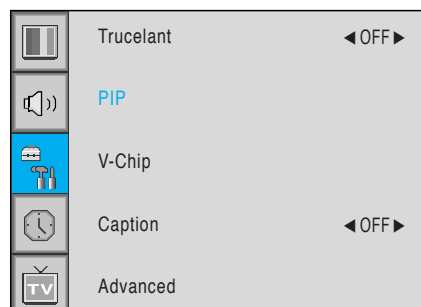 Trucelant ◀ OFF ▶
PIP
V-Chip
Caption ◀ OFF ▶
TV Advanced